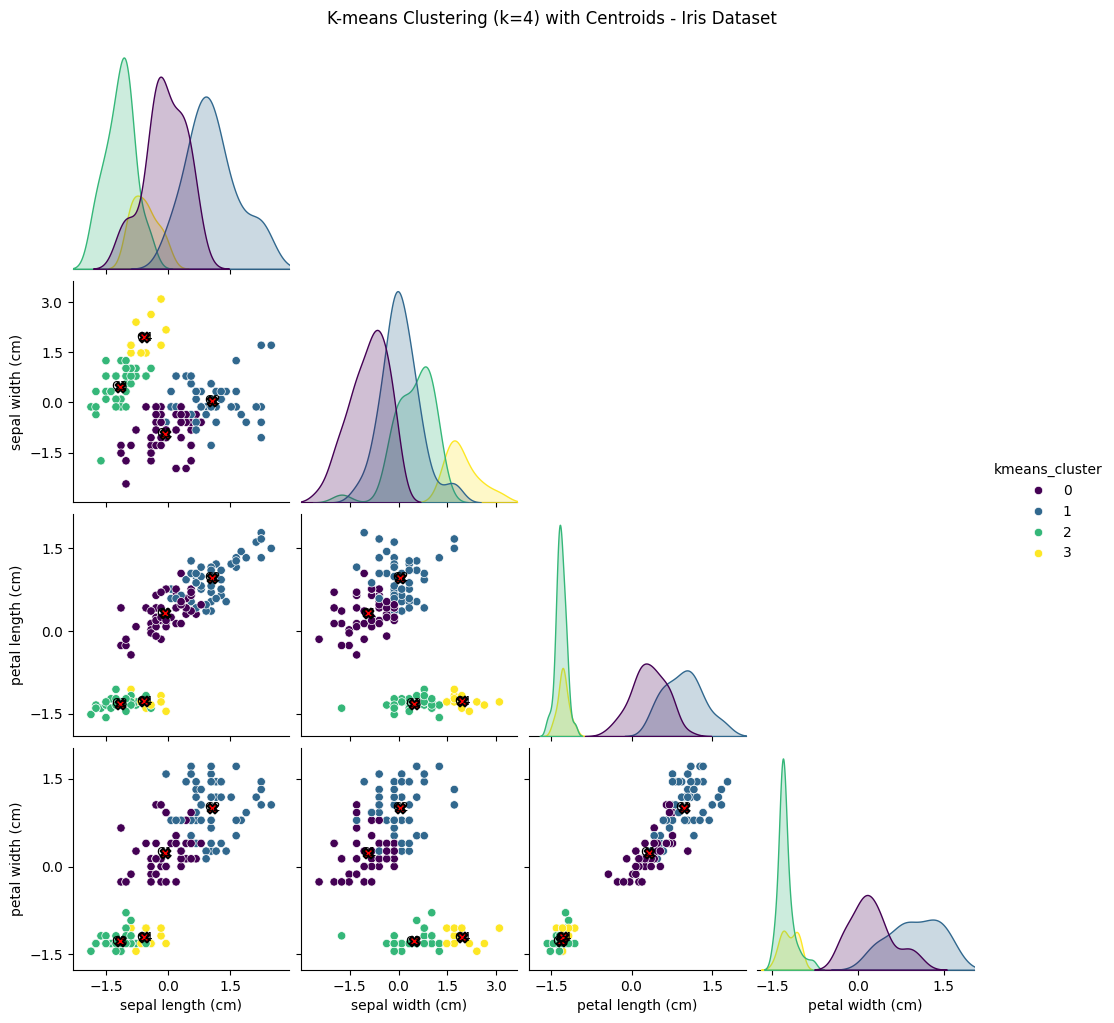 K-means Clustering (k=4) with Centroids - Iris Dataset
3.0
1.5
0.0
−1.5
sepal width (cm)
kmeans_cluster
0
1
2
3
1.5
0.0
−1.5
petal length (cm)
1.5
0.0
−1.5
petal width (cm)
−1.5 0.0 1.5
sepal length (cm)
−1.5 0.0 1.5 3.0
sepal width (cm)
−1.5 0.0 1.5
petal length (cm)
−1.5 0.0 1.5
petal width (cm)